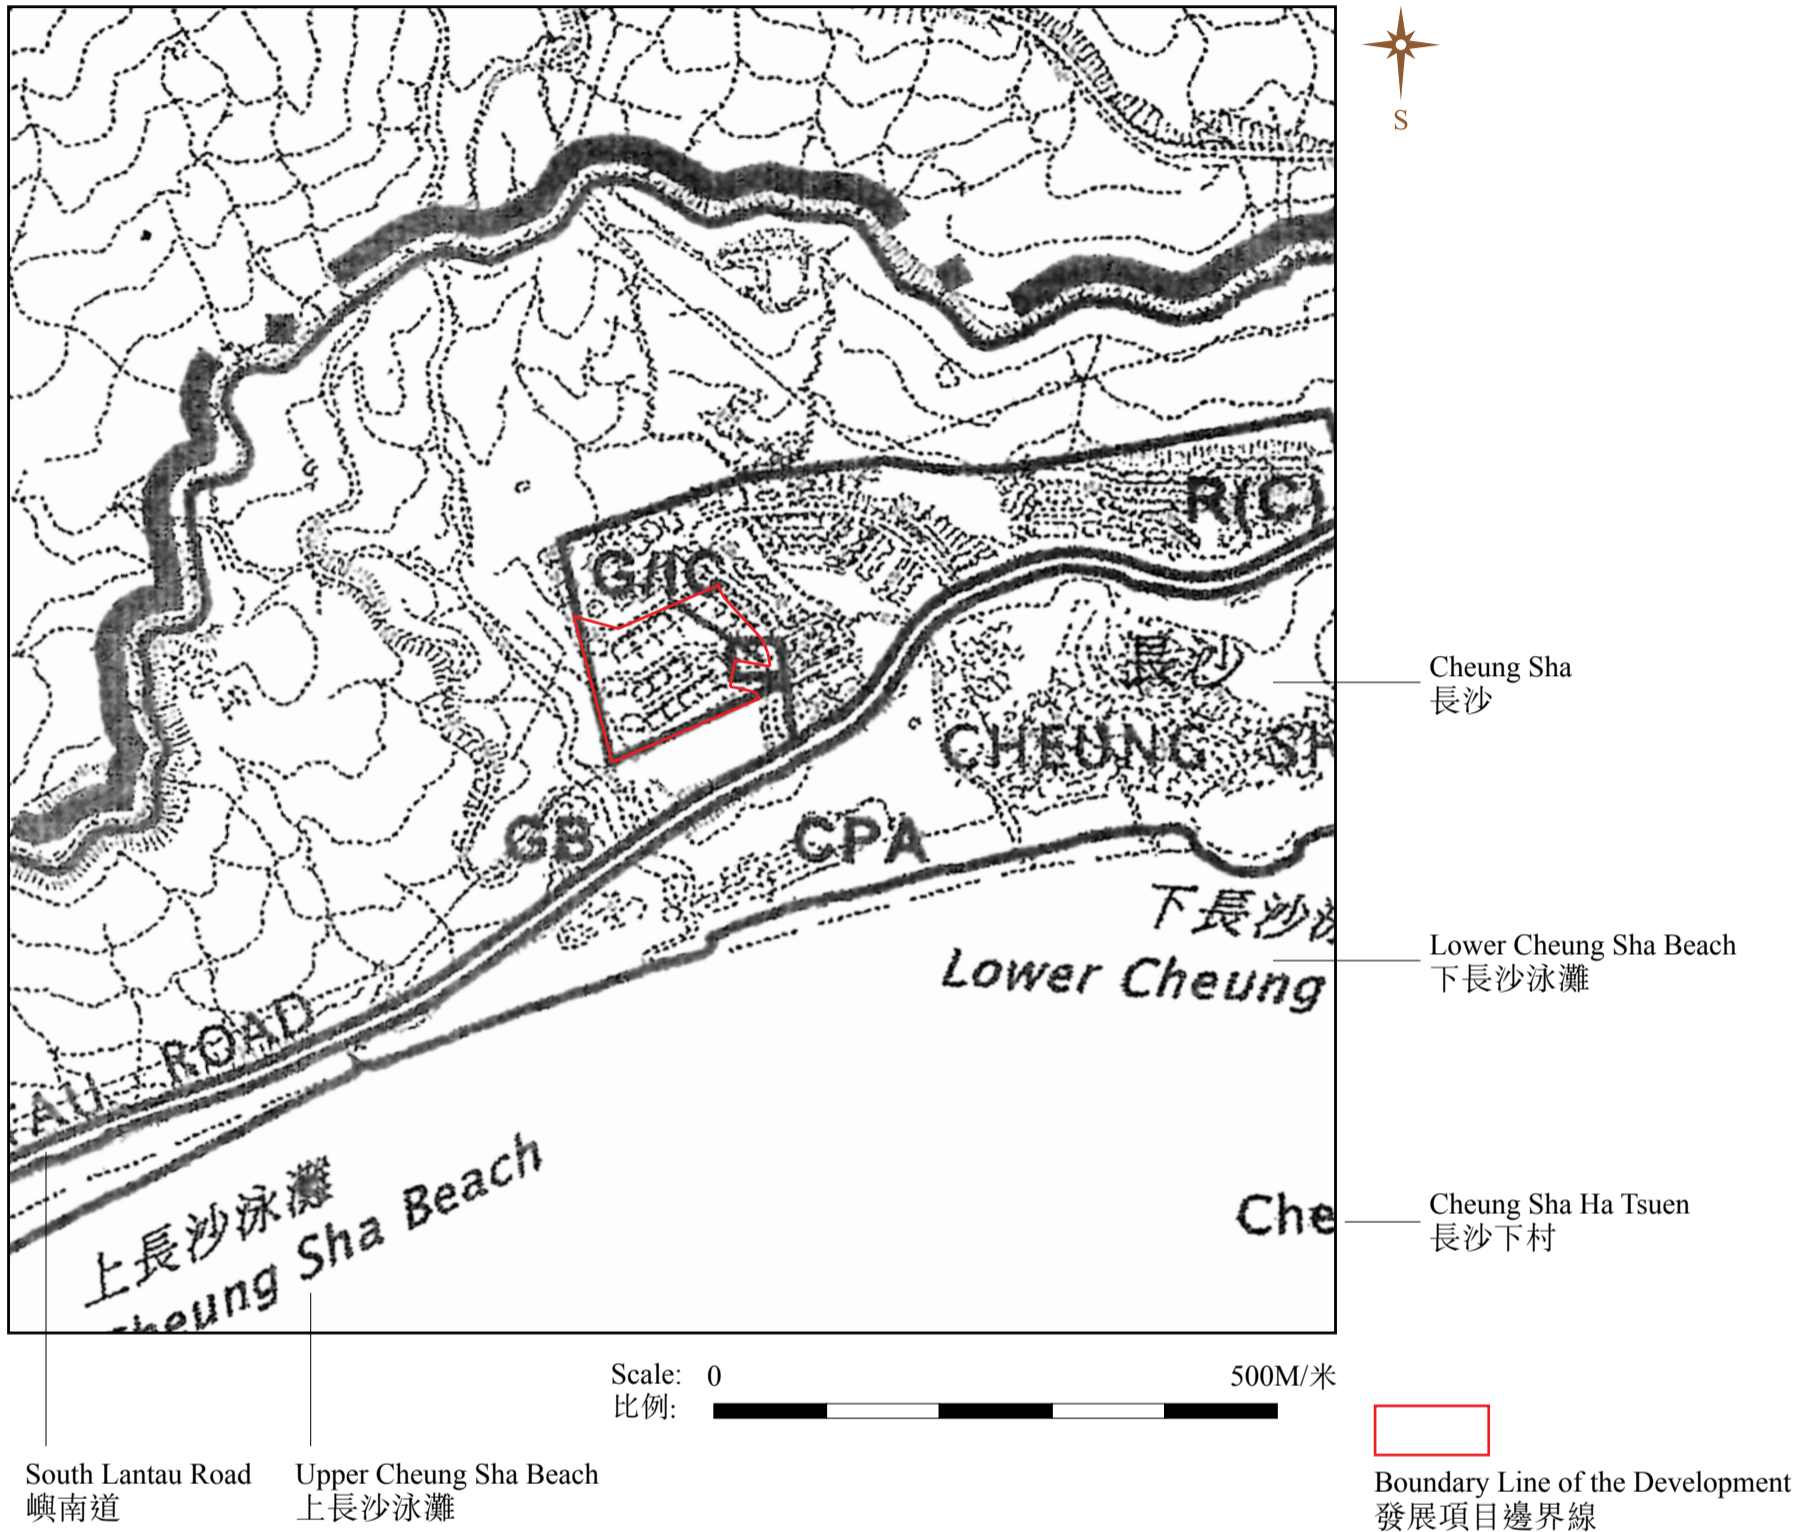 S
R(C)
G/IC
長沙
CHEUNG SH
Cheung Sha
長沙
GB
CPA
下長沙泳
Lower Cheung
Lower Cheung Sha Beach
下長沙泳灘
ROAD
AU
上長沙泳灘
Cheung Sha Beach
Che
Cheung Sha Ha Tsuen
長沙下村
Scale: 0 500M/米
比例:
South Lantau Road
嶼南道
Upper Cheung Sha Beach
上長沙泳灘
Boundary Line of the Development
發展項目邊界線